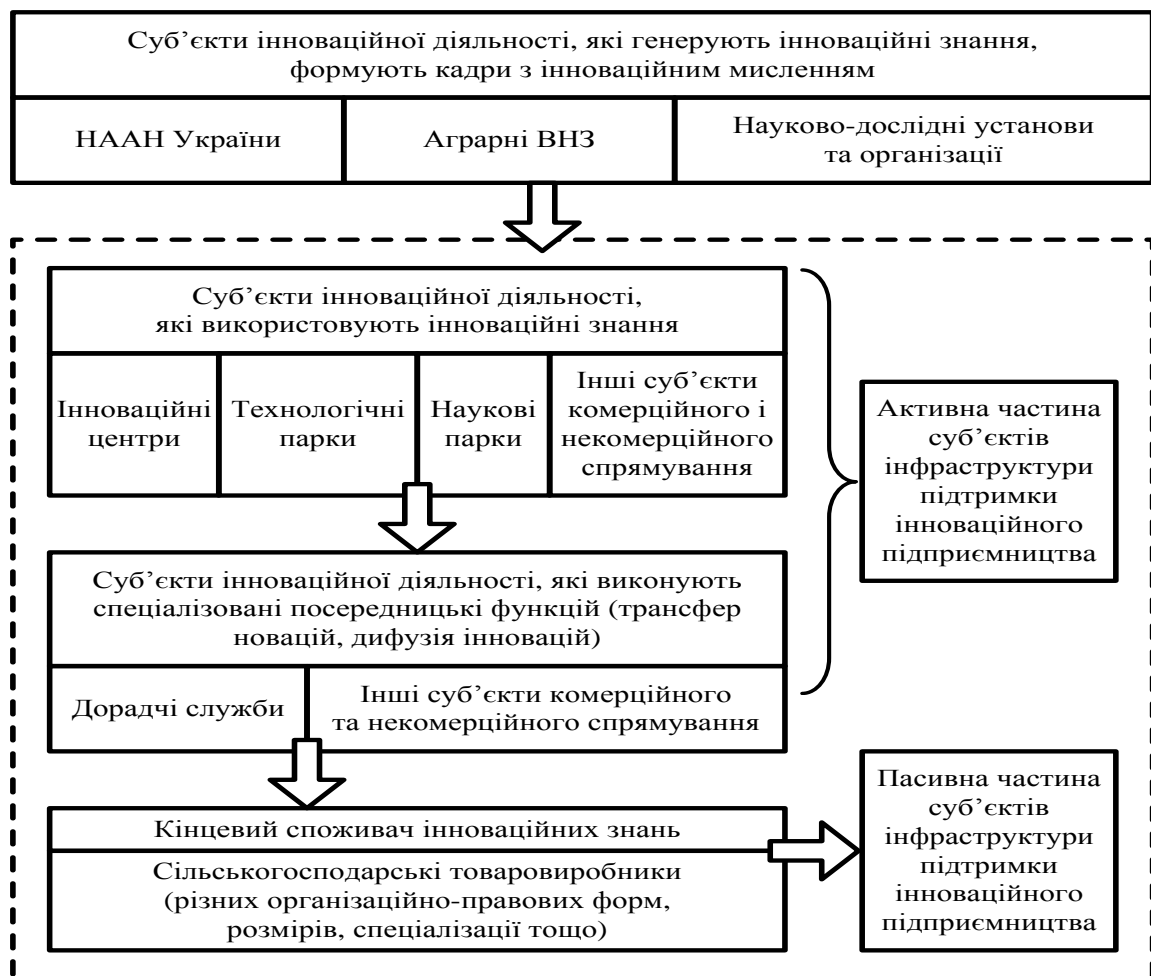 Суб’єкти інноваційної діяльності, які генерують інноваційні знання,
формують кадри з інноваційним мисленням
НААН України
Аграрні ВНЗ
Науково-дослідні установи
та організації
Суб’єкти інноваційної діяльності,
які використовують інноваційні знання
Інноваційні
центри
Технологічні
парки
Наукові
парки
Інші суб’єкти
комерційного і
некомерційного
спрямування
Активна частина
суб’єктів
інфраструктури
підтримки
інноваційного
підприємництва
Суб’єкти інноваційної діяльності, які виконують
спеціалізовані посередницькі функцій (трансфер
новацій, дифузія інновацій)
Дорадчі служби
Інші суб’єкти комерційного
та некомерційного спрямування
Кінцевий споживач інноваційних знань
Сільськогосподарські товаровиробники
(різних організаційно-правових форм,
розмірів, спеціалізації тощо)
Пасивна частина
суб’єктів
інфраструктури
підтримки
інноваційного
підприємництва